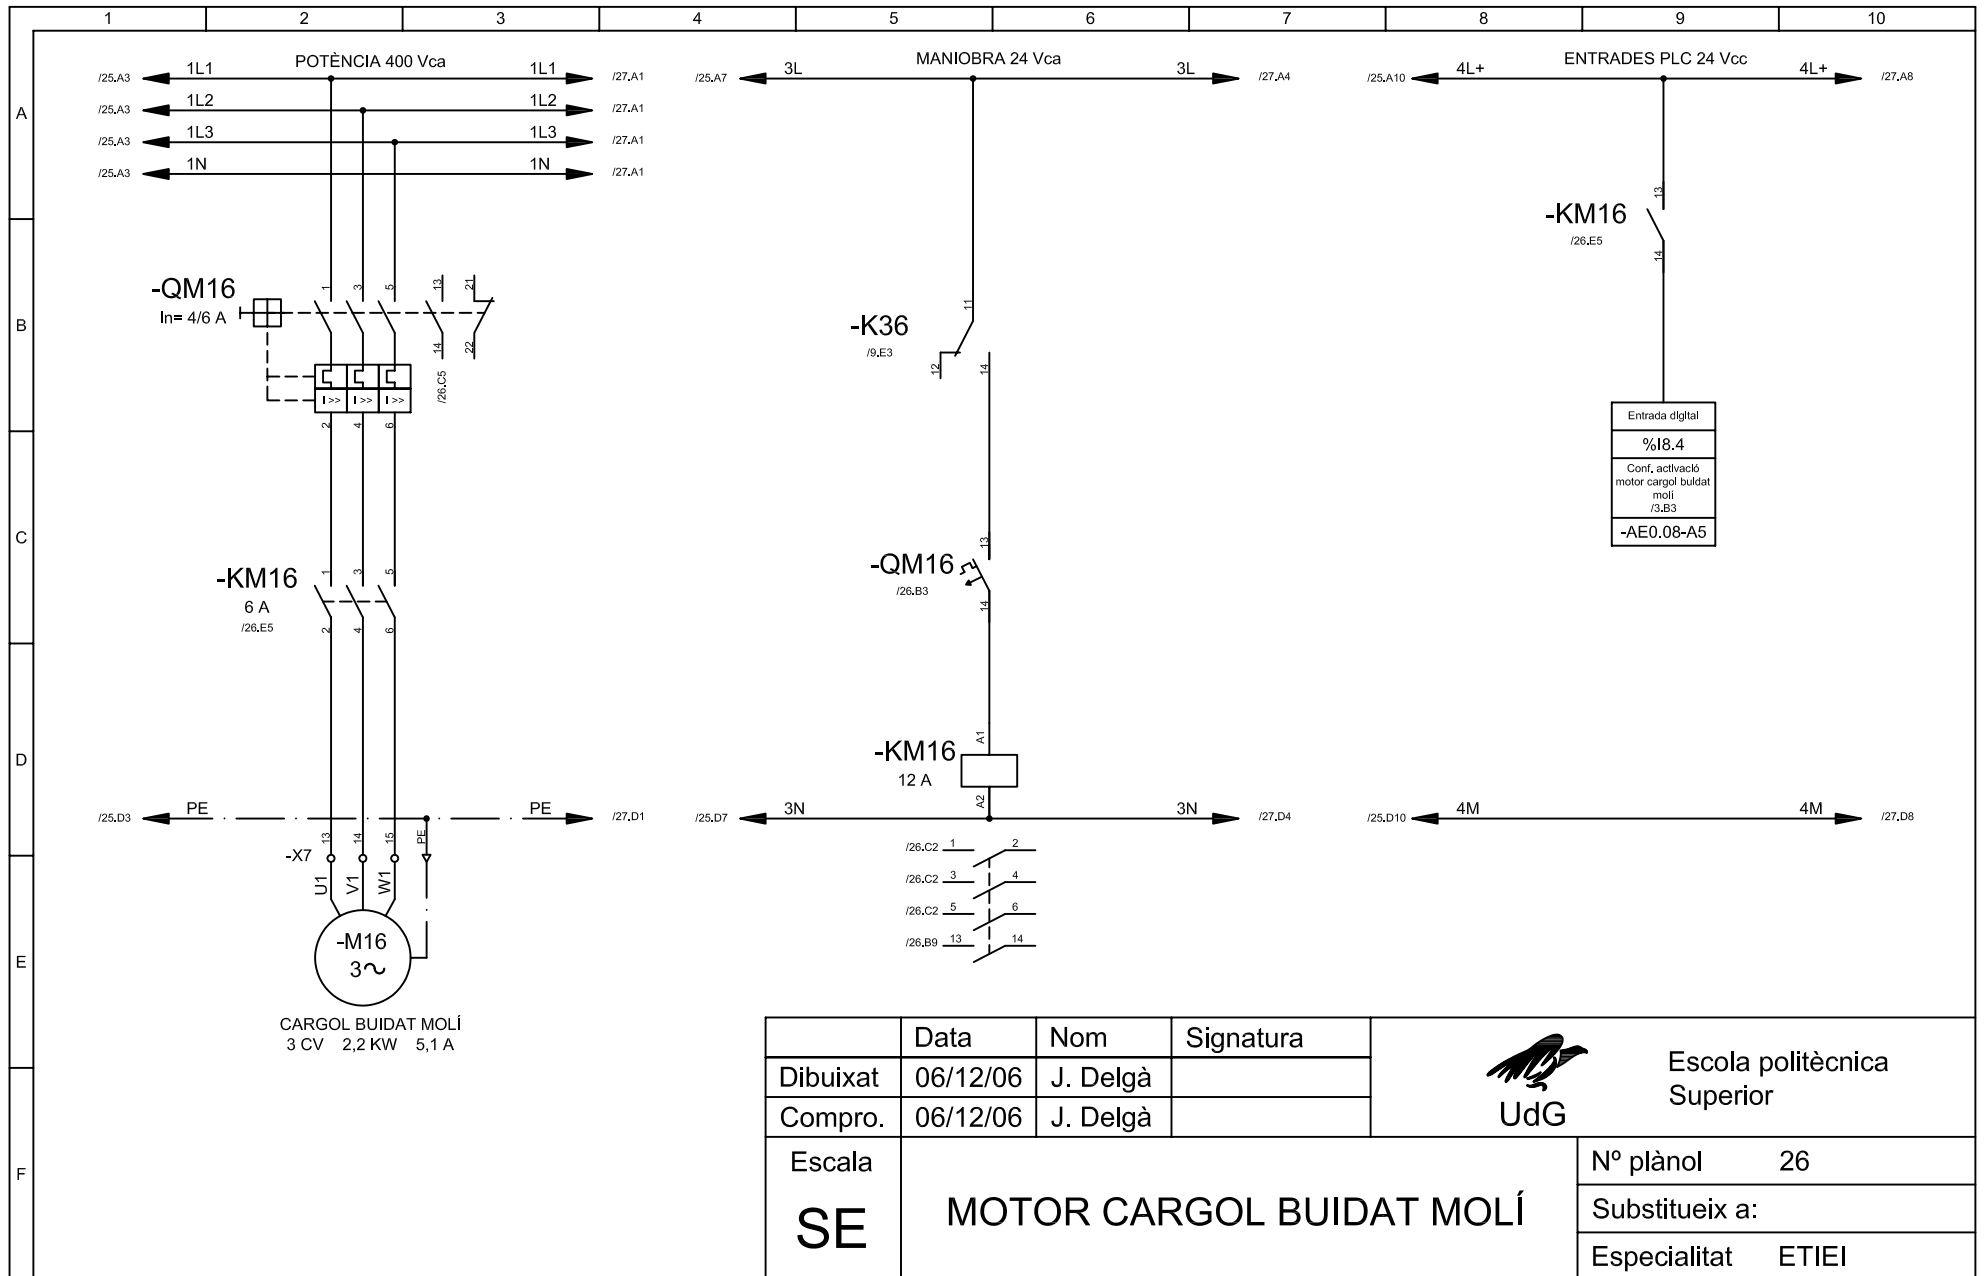 1 2 3 4 5 6 7 8 9 10
A
B
C
D
E
F
POTÈNCIA 400 Vca
/25.A3 1L1 1L1 /27.A1
/25.A3 1L2 1L2 /27.A1
/25.A3 1L3 1L3 /27.A1
/25.A3 1N 1N /27.A1
-QM16
In= 4/6 A
1 3 5 13 21
14 22
I >> I >> I >>
/26.C5
2 4 6
-KM16
6 A
/26.E5
1 3 5
2 4 6
/25.D3 PE PE /27.D1
13 14 15 PE
-X7
U1 V1 W1
-M16
3~
CARGOL BUIDAT MOLÍ
3 CV 2,2 KW 5,1 A
MANIOBRA 24 Vca
/25.A7 3L 3L /27.A4
-K36
/9.E3
11
12 14
-QM16
/26.B3
13
14
-KM16
12 A
A1
A2
/25.D7 3N 3N /27.D4
/26.C2 1 2
/26.C2 3 4
/26.C2 5 6
/26.B9 13 14
ENTRADES PLC 24 Vcc
/25.A10 4L+ 4L+ /27.A8
-KM16
/26.E5
13
14
Entrada digital
%I8.4
Conf. activació
motor cargol buidat
molí
/3.B3
-AE0.08-A5
/25.D10 4M 4M /27.D8
Data Nom Signatura
Dibuixat 06/12/06 J. Delgà
Compro. 06/12/06 J. Delgà
UdG
Escola politècnica
Superior
Escala
SE
MOTOR CARGOL BUIDAT MOLÍ
Nº plànol 26
Substitueix a:
Especialitat ETIEI